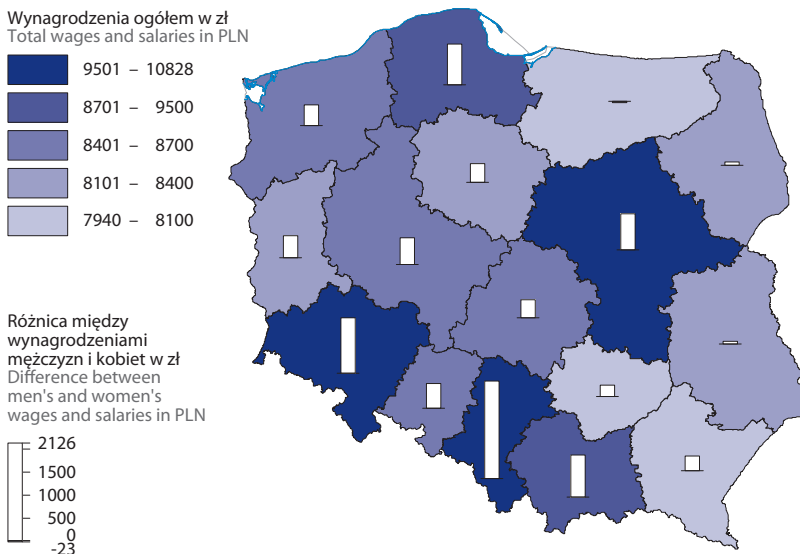 Wynagrodzenia ogółem w zł
Total wages and salaries in PLN
9501 – 10828
8701 – 9500
8401 – 8700
8101 – 8400
7940 – 8100
Różnica między
wynagrodzeniami
mężczyzn i kobiet w zł
Difference between
men's and women's
wages and salaries in PLN
2126
1500
1000
500
0
-23